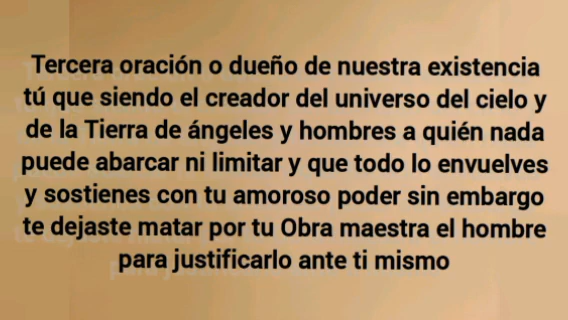 Tercera oración o dueño de nuestra existencia
tú que siendo el creador del universo del cielo y
de la Tierra de ángeles y hombres a quién nada
puede abarcar ni limitar y que todo lo envuelves
y sostienes con tu amoroso poder sin embargo
te dejaste matar por tu Obra maestra el hombre
para justificarlo ante ti mismo